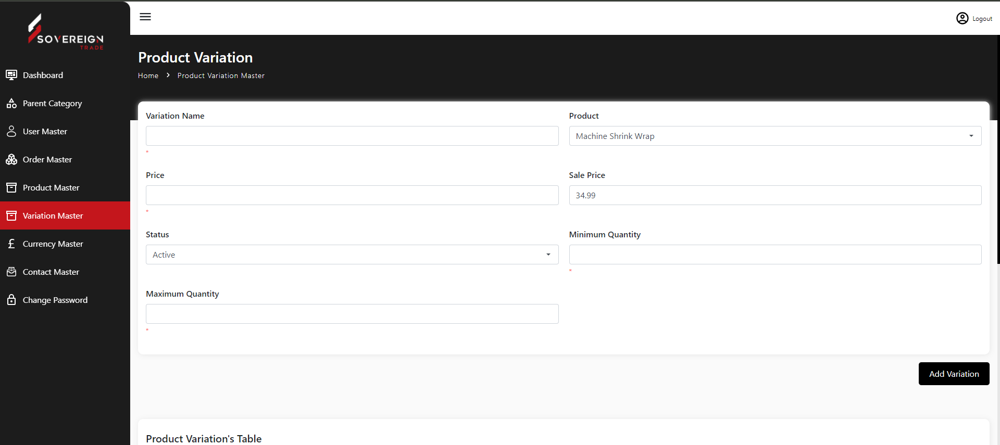 SOVEREIGN
TRADE
Logout
Product Variation
Home > Product Variation Master
Dashboard
Parent Category
User Master
Order Master
Product Master
Variation Master
Currency Master
Contact Master
Change Password
Variation Name
*
Product
Machine Shrink Wrap
Price
*
Sale Price
34.99
Status
Active
Minimum Quantity
*
Maximum Quantity
*
Add Variation
Product Variation's Table